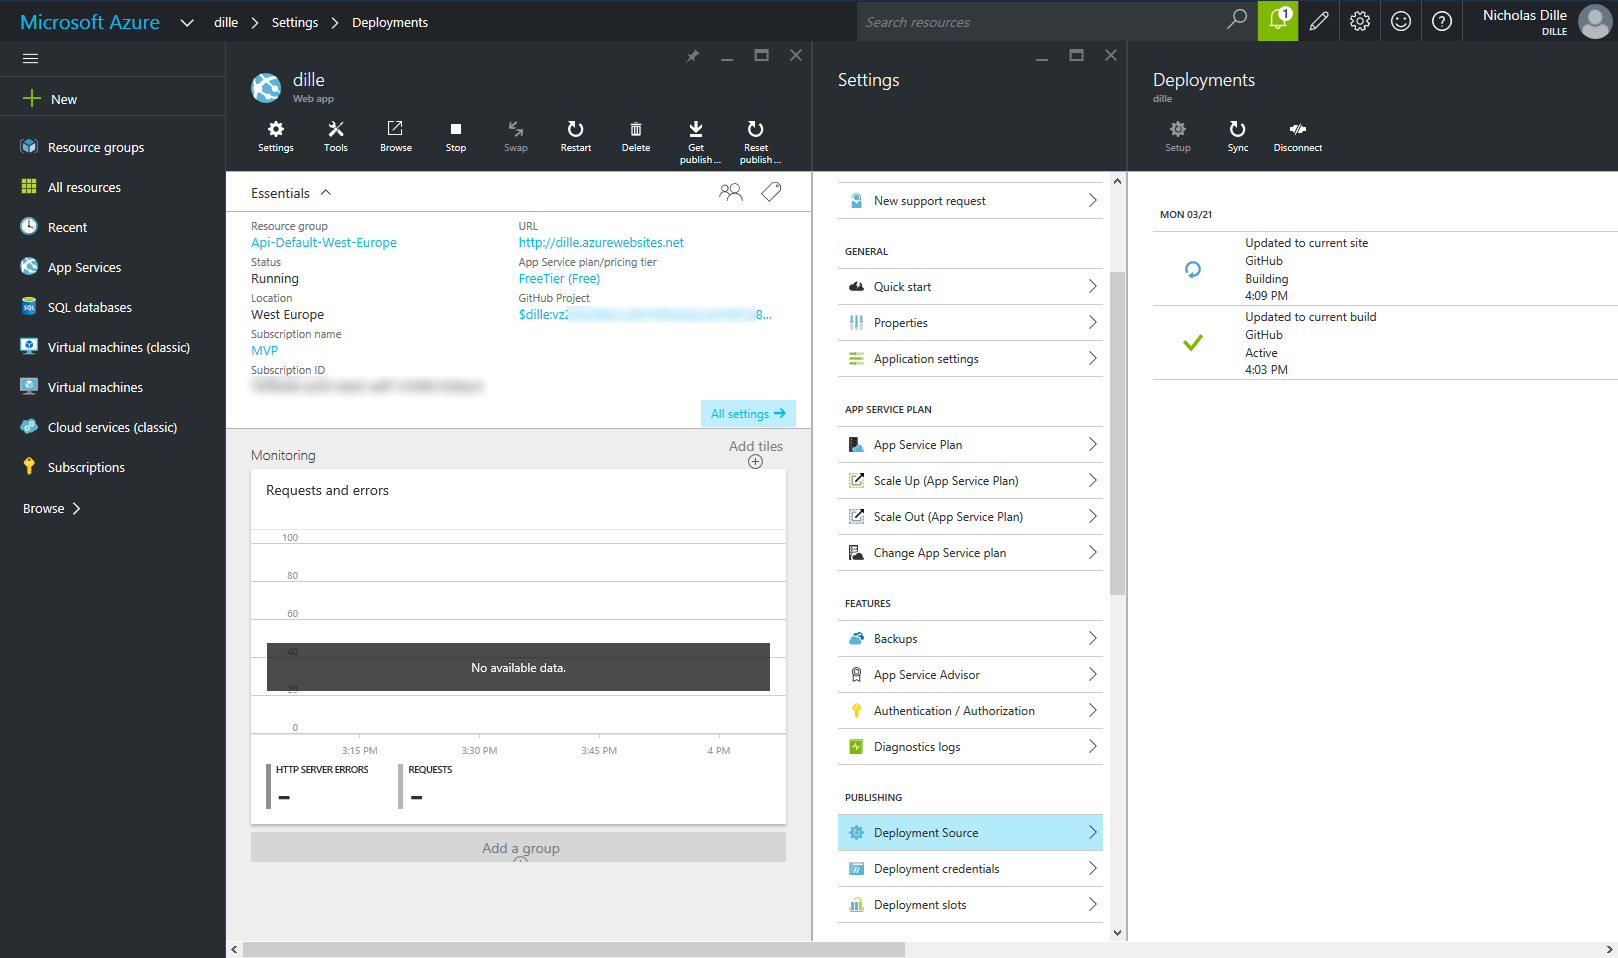 Microsoft Azure dille Settings Deployments
Search resources
1
Nicholas Dille
DILLE
New
Resource groups
All resources
Recent
App Services
SQL databases
Virtual machines (classic)
Virtual machines
Cloud services (classic)
Subscriptions
Browse
dille
Web app
Settings
Tools
Browse
Stop
Swap
Restart
Delete
Get publish ...
Reset publish ...
Essentials
Resource group
Api-Default-West-Europe
Status
Running
Location
West Europe
Subscription name
MVP
Subscription ID
URL
http://dille.azurewebsites.net
App Service plan/pricing tier
FreeTier (Free)
GitHub Project
$dille:vz 8...
All settings
Monitoring
Add tiles
Requests and errors
100
80
60
40
20
0
No available data.
3:15 PM 3:30 PM 3:45 PM 4 PM
HTTP SERVER ERRORS
--
REQUESTS
--
Add a group
Settings
New support request
GENERAL
Quick start
Properties
Application settings
APP SERVICE PLAN
App Service Plan
Scale Up (App Service Plan)
Scale Out (App Service Plan)
Change App Service plan
FEATURES
Backups
App Service Advisor
Authentication / Authorization
Diagnostics logs
PUBLISHING
Deployment Source
Deployment credentials
Deployment slots
Deployments
dille
Setup
Sync
Disconnect
MON 03/21
Updated to current site
GitHub
Building
4:09 PM
Updated to current build
GitHub
Active
4:03 PM